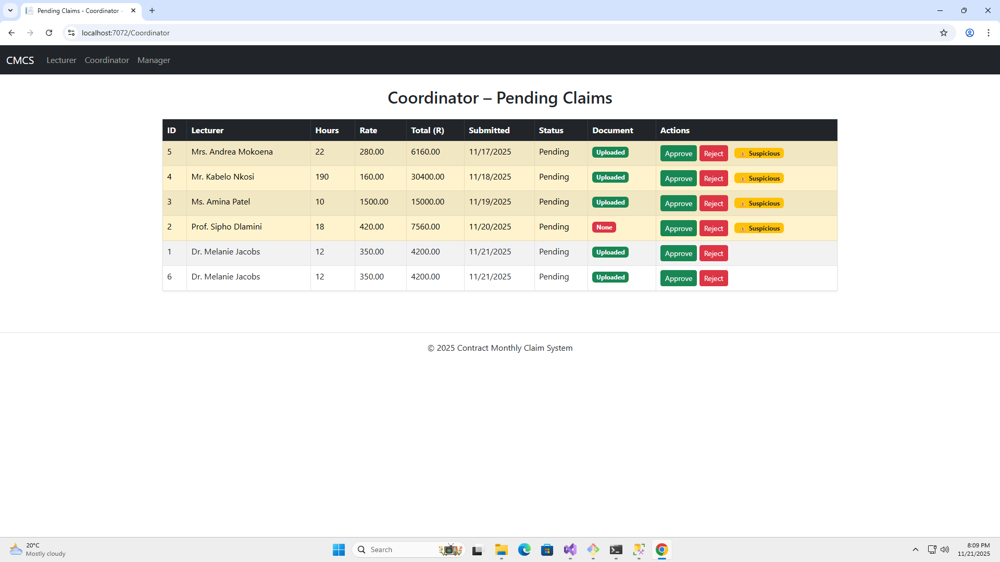 Pending Claims - Coordinator -
localhost:7072/Coordinator
CMCS Lecturer Coordinator Manager
Coordinator – Pending Claims
ID Lecturer Hours Rate Total (R) Submitted Status Document Actions
5 Mrs. Andrea Mokoena 22 280.00 6160.00 11/17/2025 Pending Uploaded Approve Reject ⚠ Suspicious
4 Mr. Kabelo Nkosi 190 160.00 30400.00 11/18/2025 Pending Uploaded Approve Reject ⚠ Suspicious
3 Ms. Amina Patel 10 1500.00 15000.00 11/19/2025 Pending Uploaded Approve Reject ⚠ Suspicious
2 Prof. Sipho Dlamini 18 420.00 7560.00 11/20/2025 Pending None Approve Reject ⚠ Suspicious
1 Dr. Melanie Jacobs 12 350.00 4200.00 11/21/2025 Pending Uploaded Approve Reject
6 Dr. Melanie Jacobs 12 350.00 4200.00 11/21/2025 Pending Uploaded Approve Reject
© 2025 Contract Monthly Claim System
20°C
Mostly cloudy
Search
8:09 PM
11/21/2025